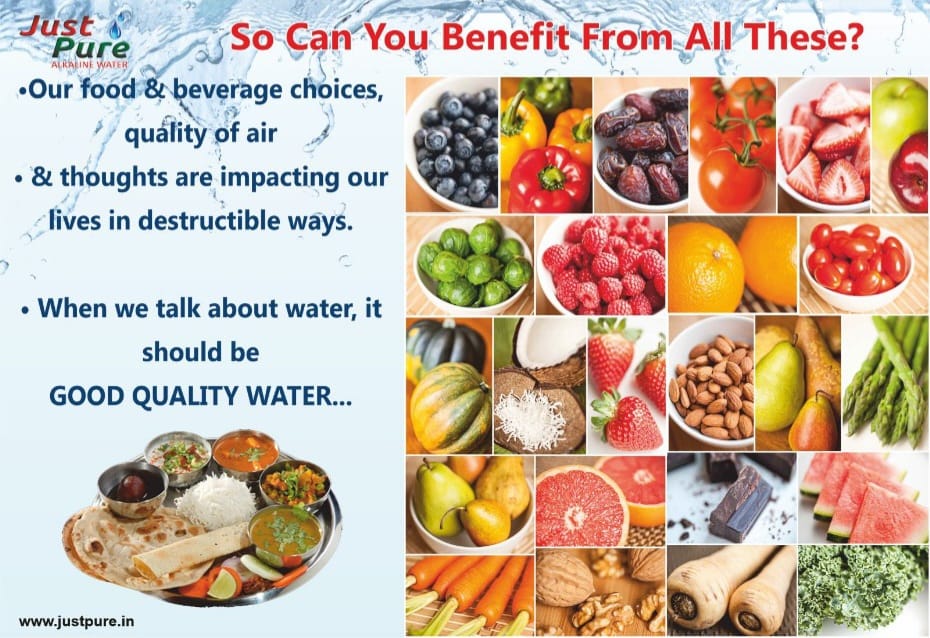 Just
Pure
ALKALINE WATER
So Can You Benefit From All These?
•Our food & beverage choices,
quality of air
• & thoughts are impacting our
lives in destructible ways.
• When we talk about water, it
should be
GOOD QUALITY WATER...
www.justpure.in